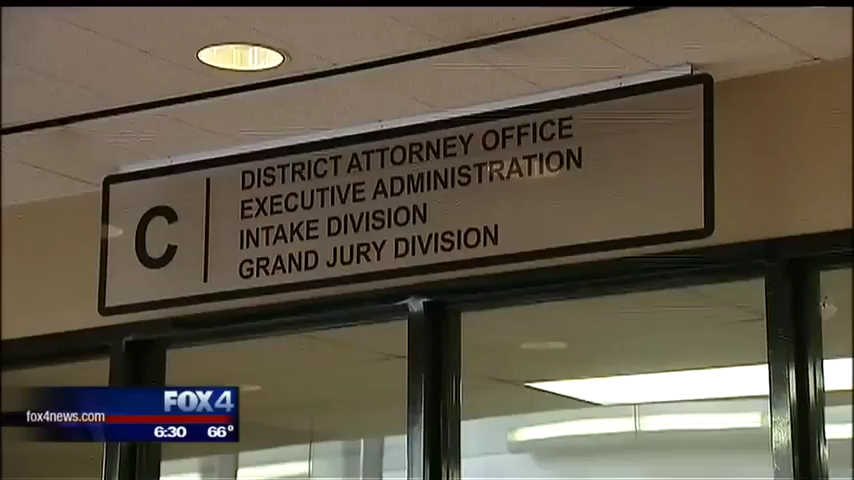 C
DISTRICT ATTORNEY OFFICE
EXECUTIVE ADMINISTRATION
INTAKE DIVISION
GRAND JURY DIVISION
FOX4
fox4news.com
6:30 66°